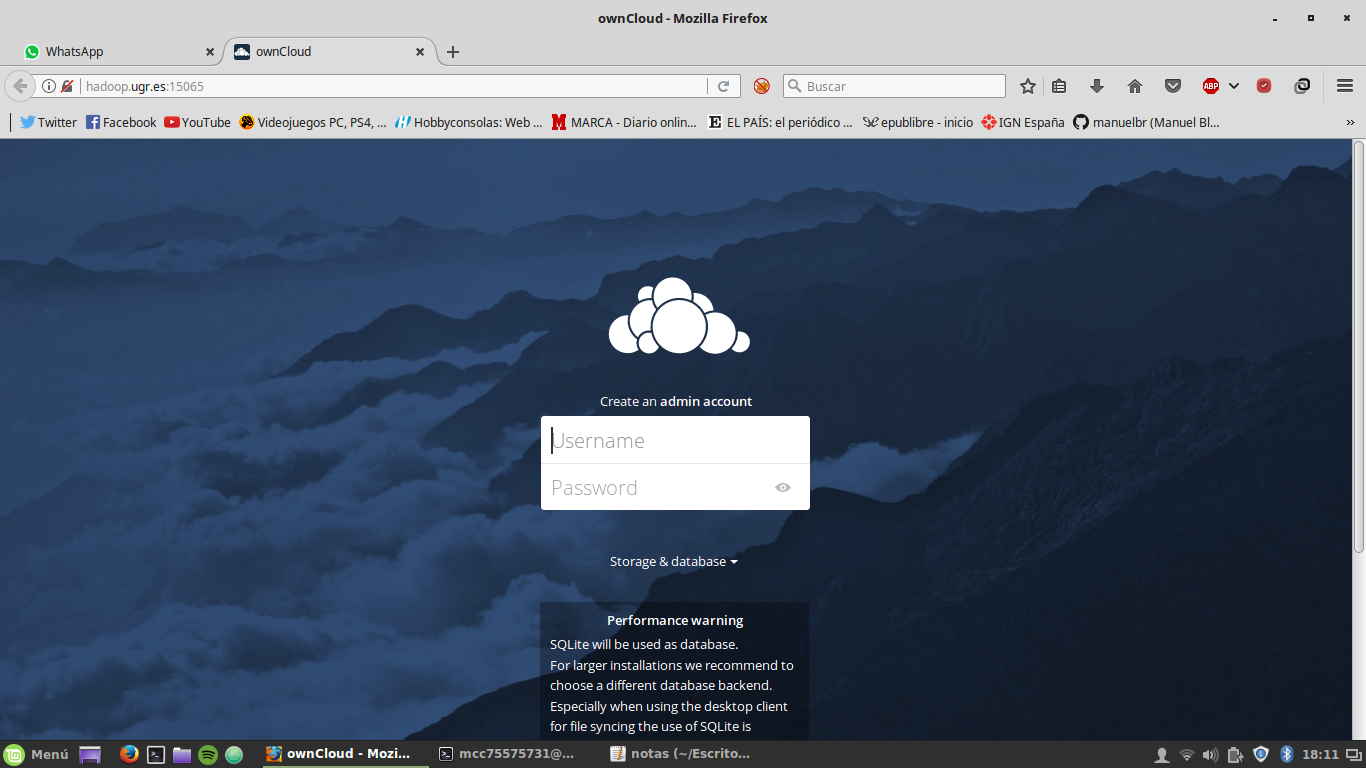 ownCloud - Mozilla Firefox
WhatsApp
ownCloud
hadoop.ugr.es:15065
Buscar
ABP
Twitter
Facebook
YouTube
Videojuegos PC, PS4, ...
Hobbyconsolas: Web ...
MARCA - Diario onlin...
EL PAÍS: el periódico ...
epublibre - inicio
IGN España
manuelbr (Manuel Bl...
Create an admin account
Username
Password
Storage & database
Performance warning
SQLite will be used as database.
For larger installations we recommend to
choose a different database backend.
Especially when using the desktop client
for file syncing the use of SQLite is
Menú
ownCloud - Mozi...
mcc75575731@...
notas (~/Escrito...
18:11